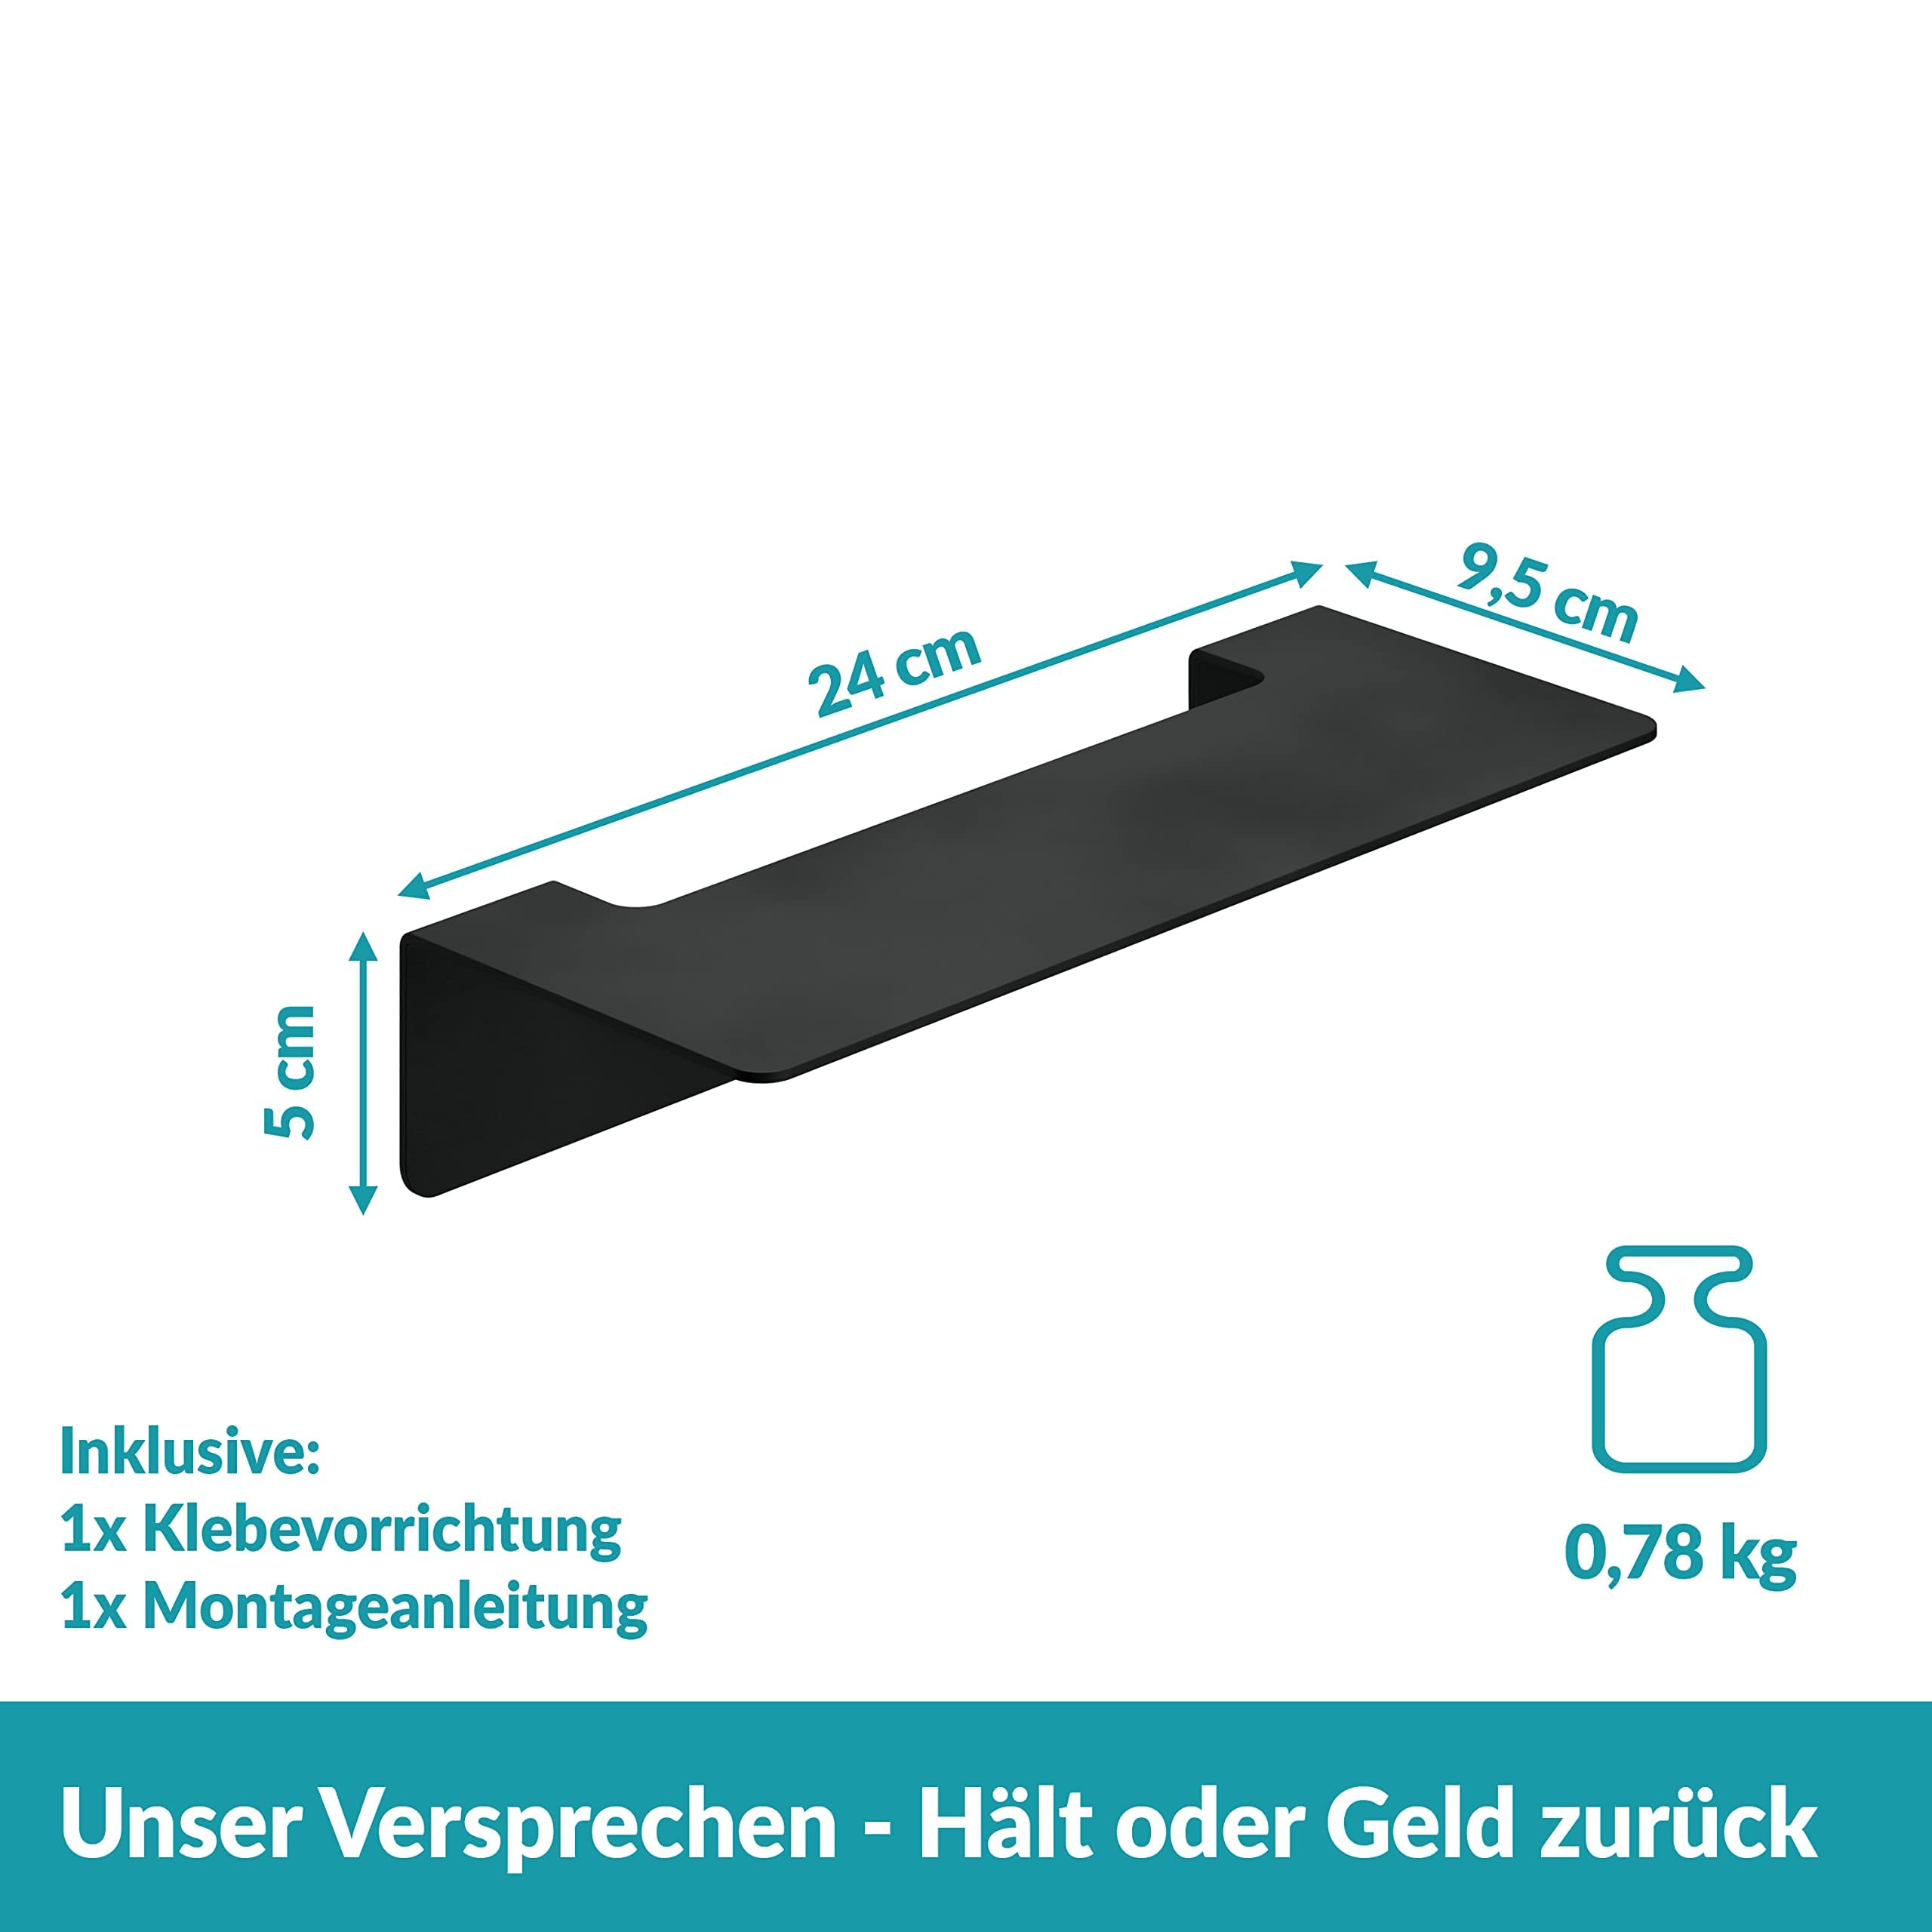 9,5 cm
24 cm
5 cm
Inklusive:
1x Klebevorrichtung
1x Montageanleitung
0,78 kg
Unser Versprechen - Hält oder Geld zurück